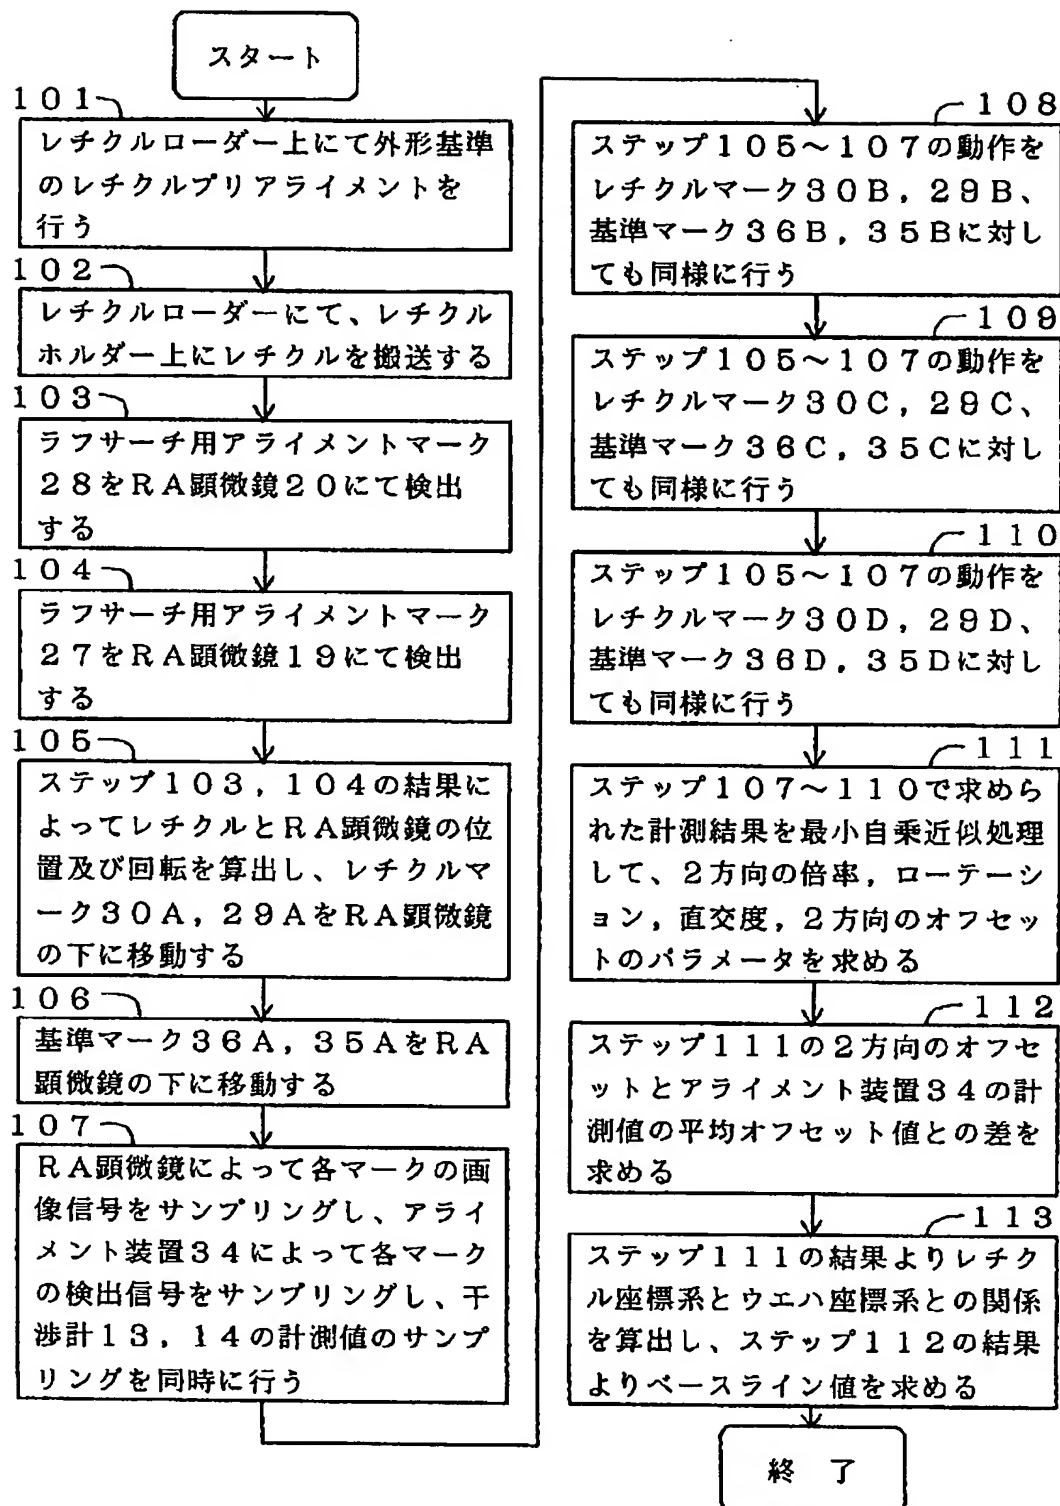 スタート
101
レチクルローダー上にて外形基準
のレチクルプリアライメントを
行う
102
レチクルローダーにて、レチクル
ホルダー上にレチクルを搬送する
103
ラフサーチ用アライメントマーク
28をRA顕微鏡20にて検出
する
104
ラフサーチ用アライメントマーク
27をRA顕微鏡19にて検出
する
105
ステップ103，104の結果に
よってレチクルとRA顕微鏡の位
置及び回転を算出し、レチクルマ
ーク30A，29AをRA顕微鏡
の下に移動する
106
基準マーク36A，35AをRA
顕微鏡の下に移動する
107
RA顕微鏡によって各マークの画
像信号をサンプリングし、アライ
メント装置34によって各マーク
の検出信号をサンプリングし、干
渉計13，14の計測値のサンプ
リングを同時に行う
108
ステップ105～107の動作を
レチクルマーク30B，29B、
基準マーク36B，35Bに対し
ても同様に行う
109
ステップ105～107の動作を
レチクルマーク30C，29C、
基準マーク36C，35Cに対し
ても同様に行う
110
ステップ105～107の動作を
レチクルマーク30D，29D、
基準マーク36D，35Dに対し
ても同様に行う
111
ステップ107～110で求めら
れた計測結果を最小自乗近似処理
して、2方向の倍率，ローテーシ
ョン，直交度，2方向のオフセッ
トのパラメータを求める
112
ステップ111の2方向のオフセ
ットとアライメント装置34の計
測値の平均オフセット値との差を
求める
113
ステップ111の結果よりレチク
ル座標系とウエハ座標系との関係
を算出し、ステップ112の結果
よりベースライン値を求める
終了